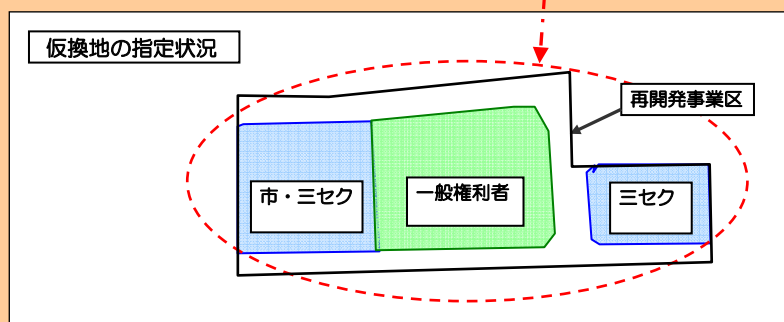 仮換地の指定状況
再開発事業区
市・三セク
一般権利者
三セク